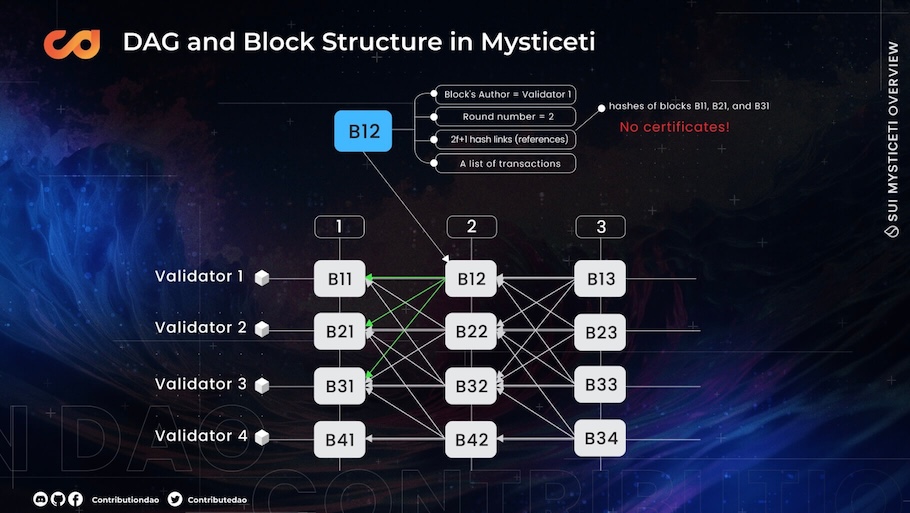 DAG and Block Structure in Mysticeti
SUI MYSTICETI OVERVIEW
B12
Block's Author = Validator 1
Round number = 2
2f+1 hash links (references)
A list of transactions
hashes of blocks B11, B21, and B31
No certificates!
1 2 3
Validator 1 B11 B12 B13
Validator 2 B21 B22 B23
Validator 3 B31 B32 B33
Validator 4 B41 B42 B34
N DAO
CONTRIBUTIO
Contributiondao Contributedao